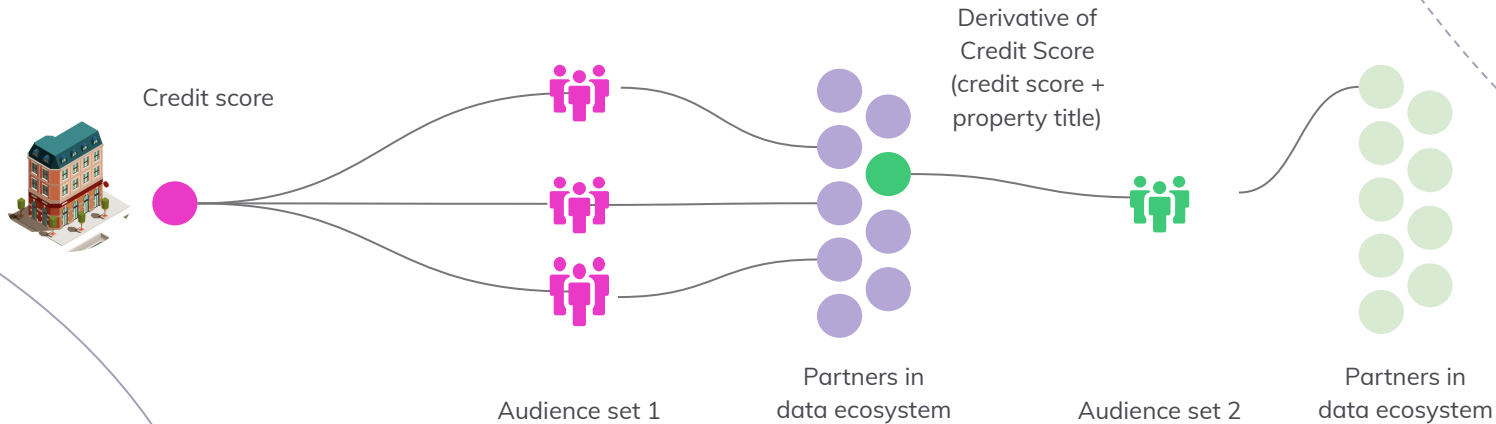 Credit score
Derivative of
Credit Score
(credit score +
property title)
Audience set 1
Partners in
data ecosystem
Audience set 2
Partners in
data ecosystem